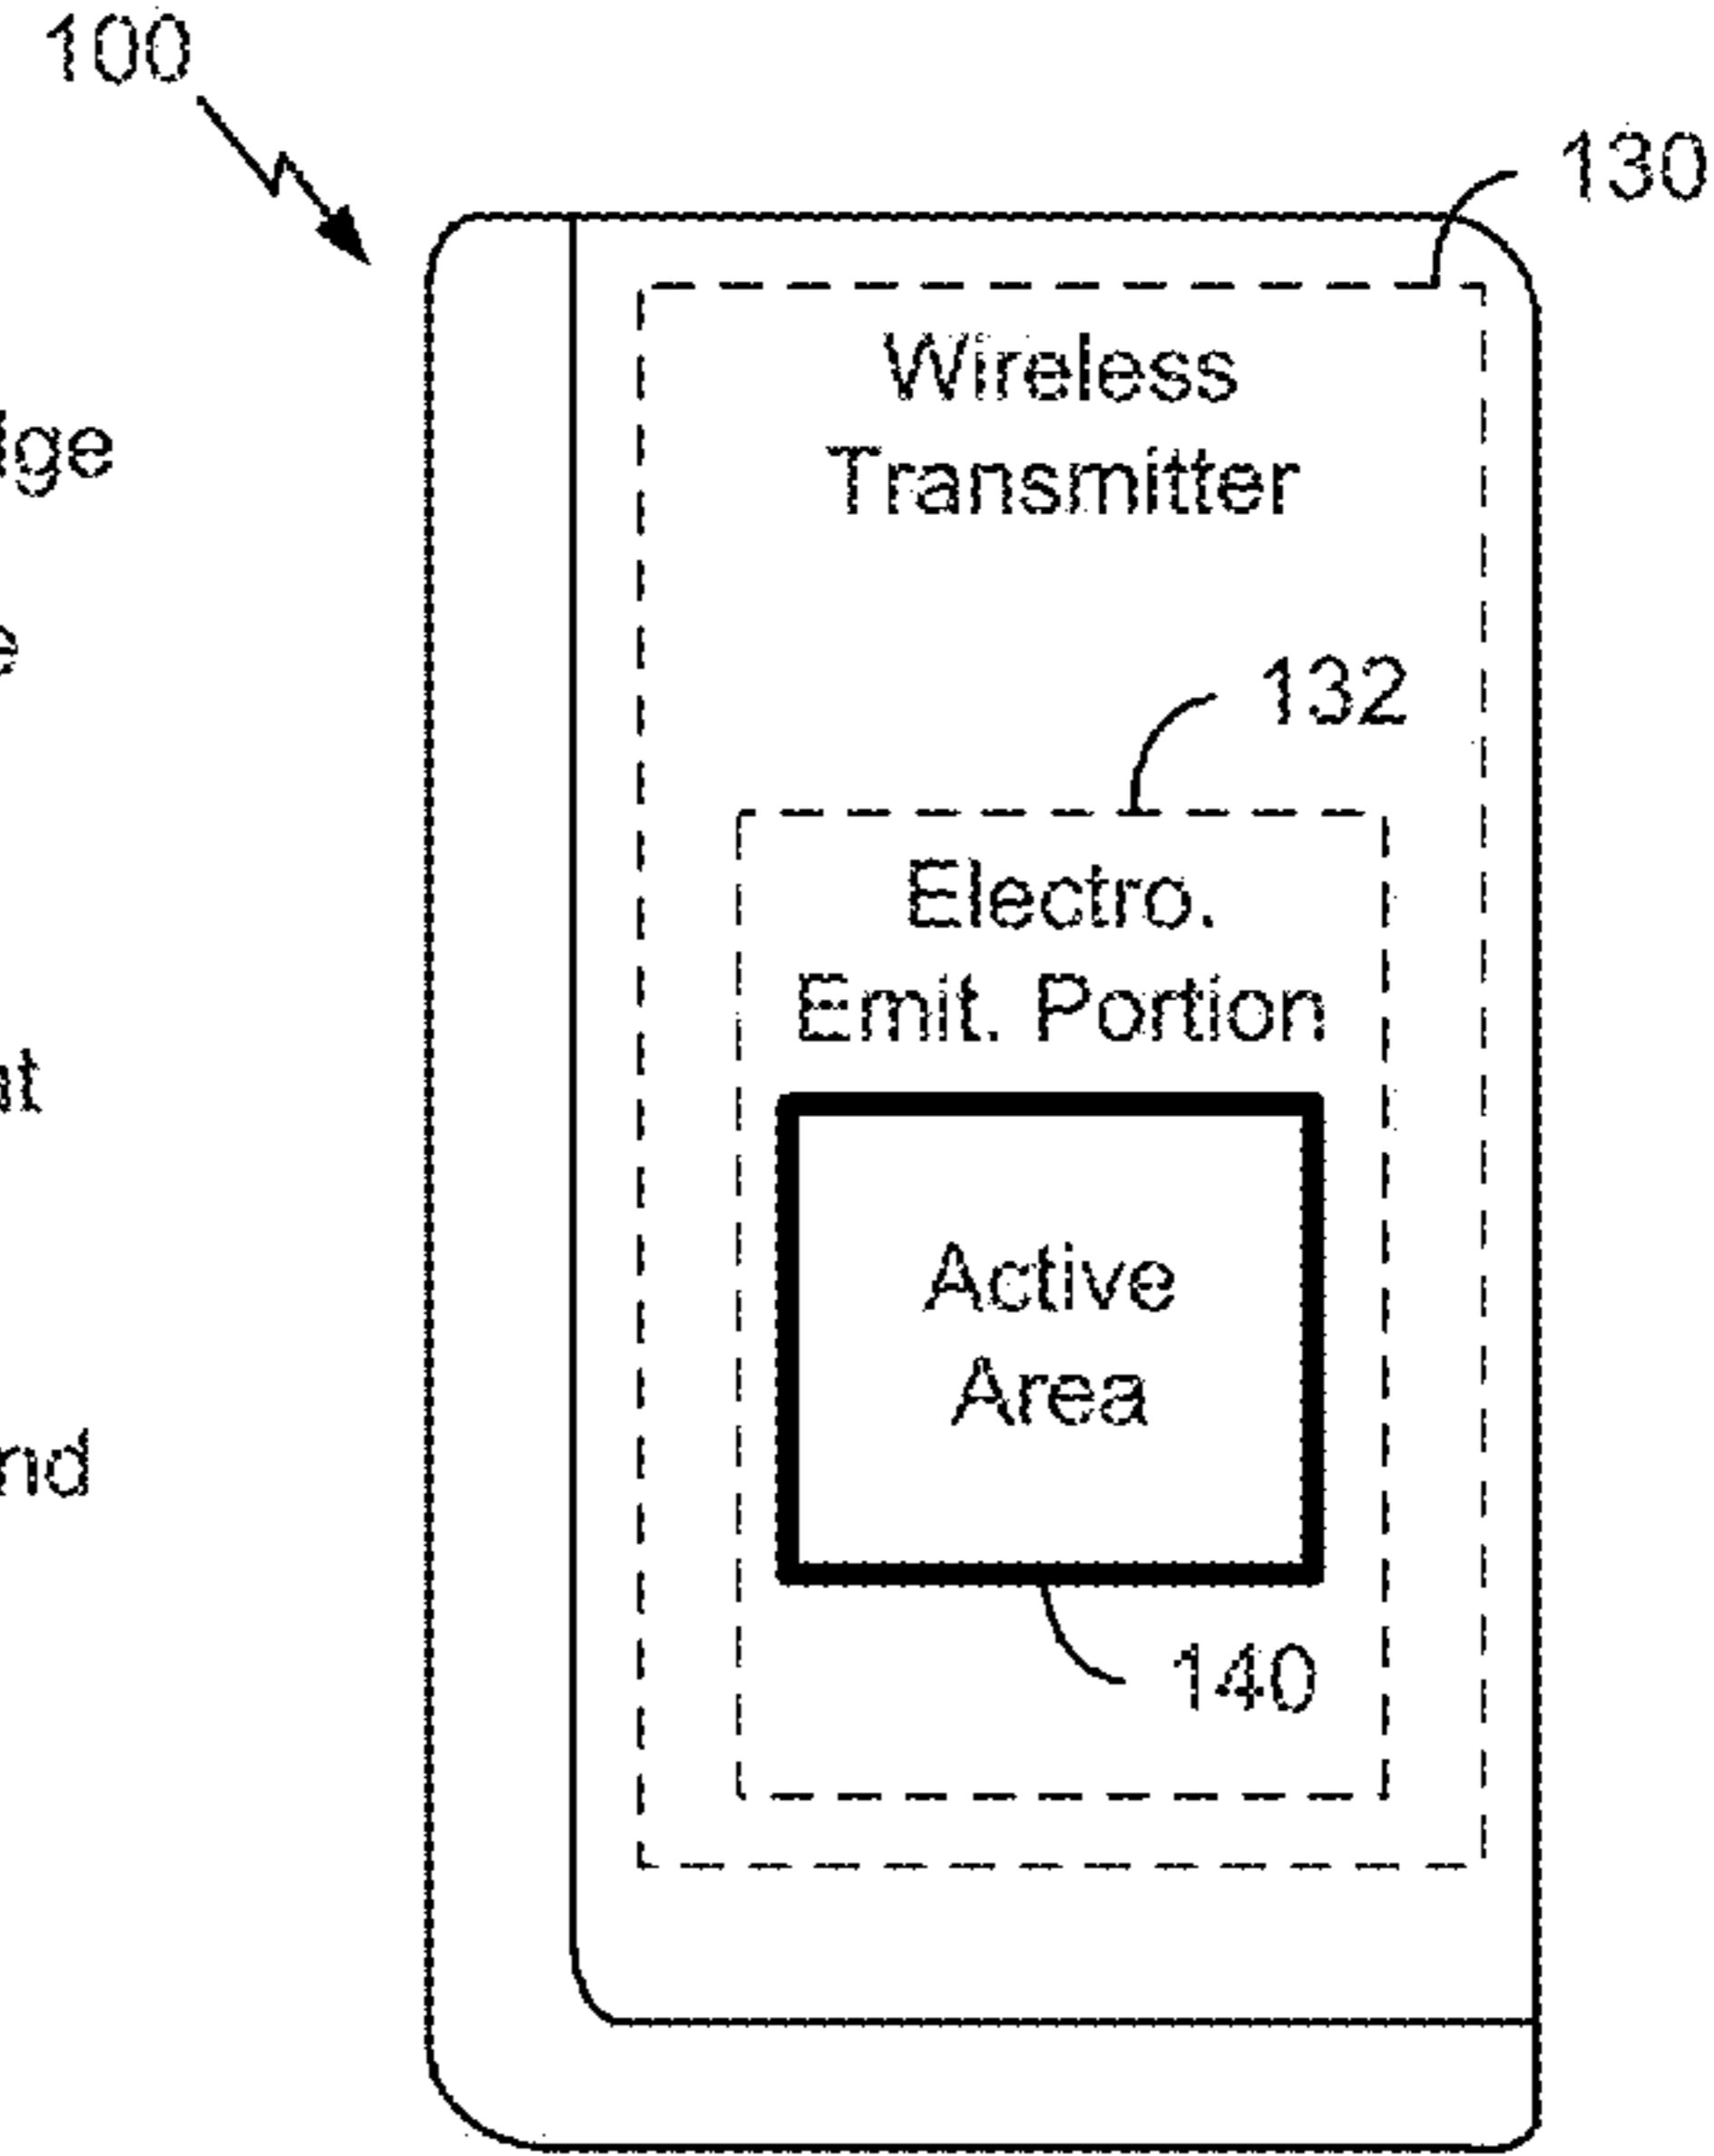 100
130
Wireless
Transmitter
132
Electro.
Emit. Portion
Active
Area
140